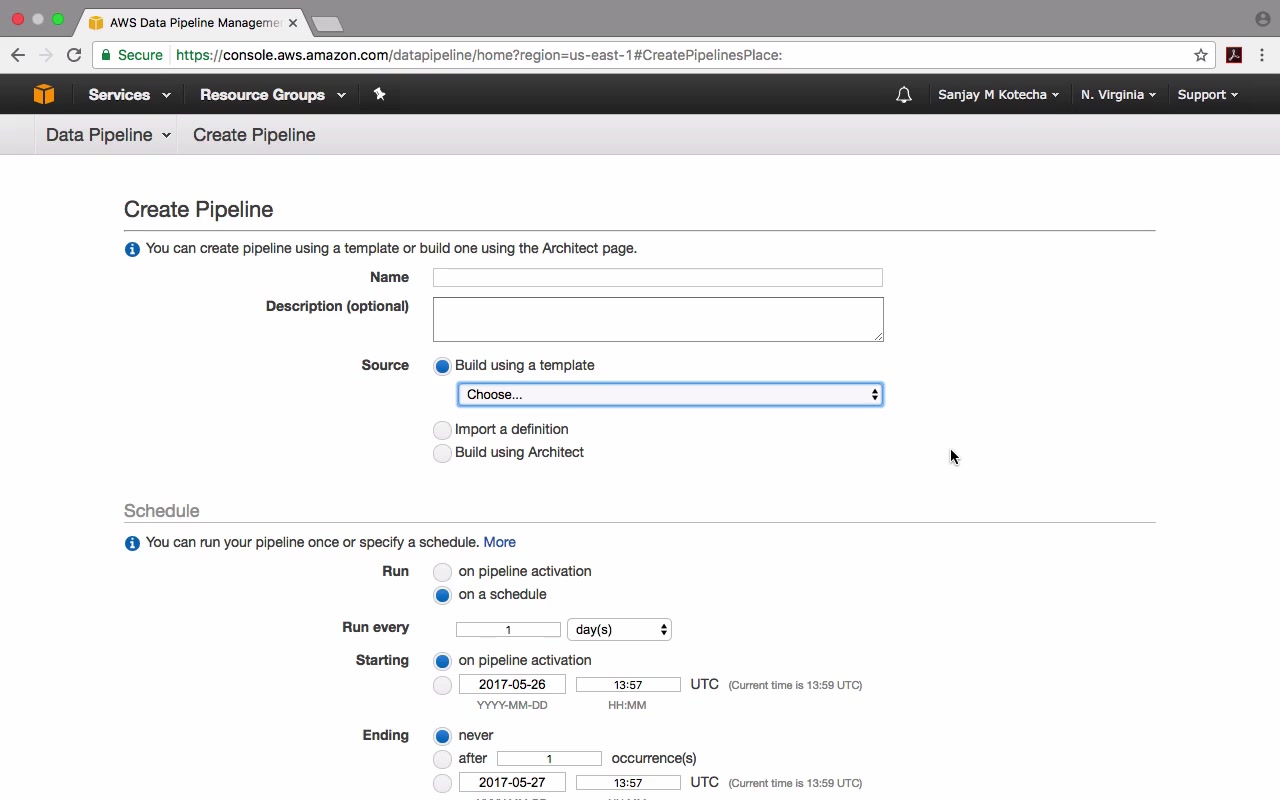 AWS Data Pipeline Manageme
Secure https://console.aws.amazon.com/datapipeline/home?region=us-east-1#CreatePipelinesPlace:
Services Resource Groups Sanjay M Kotecha N. Virginia Support
Data Pipeline Create Pipeline
Create Pipeline
You can create pipeline using a template or build one using the Architect page.
Name
Description (optional)
Source Build using a template
Choose...
Import a definition
Build using Architect
Schedule
You can run your pipeline once or specify a schedule. More
Run on pipeline activation
on a schedule
Run every 1 day(s)
Starting on pipeline activation
2017-05-26 13:57 UTC (Current time is 13:59 UTC)
YYYY-MM-DD HH:MM
Ending never
after 1 occurrence(s)
2017-05-27 13:57 UTC (Current time is 13:59 UTC)